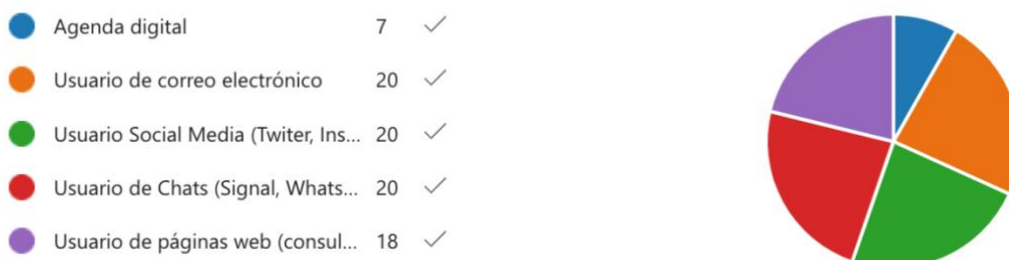 Agenda digital 7
Usuario de correo electrónico 20
Usuario Social Media (Twiter, Ins... 20
Usuario de Chats (Signal, Whats... 20
Usuario de páginas web (consul... 18